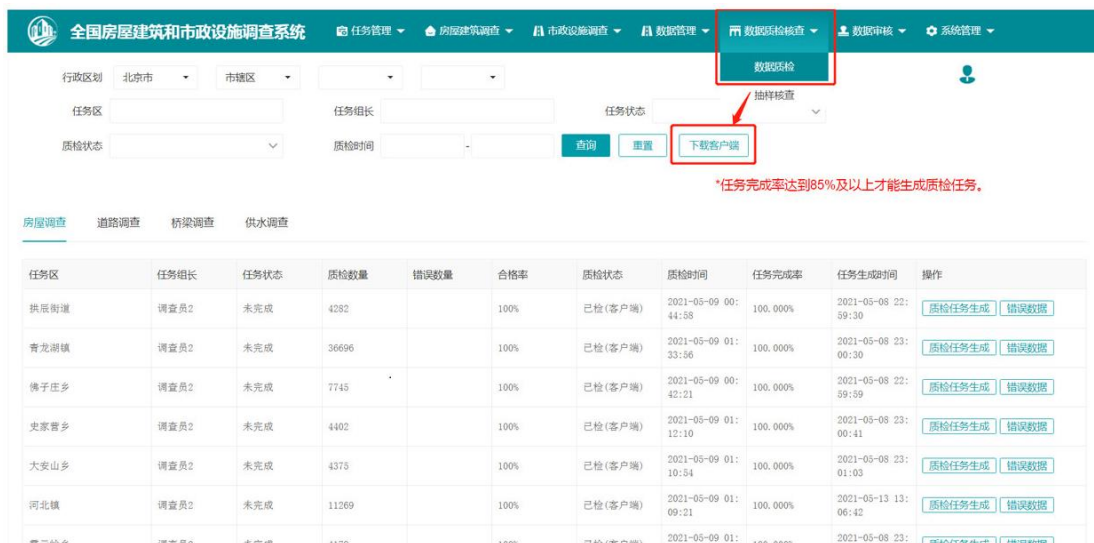 全国房屋建筑和市政设施调查系统 任务管理 房屋建筑调查 市政设施调查 数据管理 数据质检核查 数据审核 系统管理
数据质检
抽样核查
行政区划 北京市 市辖区
任务区 任务组长 任务状态
质检状态 质检时间 - 查询 重置 下载客户端
*任务完成率达到85%及以上才能生成质检任务。
房屋调查 道路调查 桥梁调查 供水调查
任务区 任务组长 任务状态 质检数量 错误数量 合格率 质检状态 质检时间 任务完成率 任务生成时间 操作
拱辰街道 调查员2 未完成 4282 100% 已检(客户端) 2021-05-09 00:44:58 100.000% 2021-05-08 22:59:30 质检任务生成 错误数据
青龙湖镇 调查员2 未完成 36696 100% 已检(客户端) 2021-05-09 01:33:56 100.000% 2021-05-08 23:00:30 质检任务生成 错误数据
佛子庄乡 调查员2 未完成 7745 100% 已检(客户端) 2021-05-09 00:42:21 100.000% 2021-05-08 22:59:59 质检任务生成 错误数据
史家营乡 调查员2 未完成 4402 100% 已检(客户端) 2021-05-09 01:12:10 100.000% 2021-05-08 23:00:41 质检任务生成 错误数据
大安山乡 调查员2 未完成 4375 100% 已检(客户端) 2021-05-09 01:10:54 100.000% 2021-05-08 23:01:03 质检任务生成 错误数据
河北镇 调查员2 未完成 11269 100% 已检(客户端) 2021-05-09 01:09:21 100.000% 2021-05-13 13:06:42 质检任务生成 错误数据
2021-05-09 01: 2021-05-08 23: